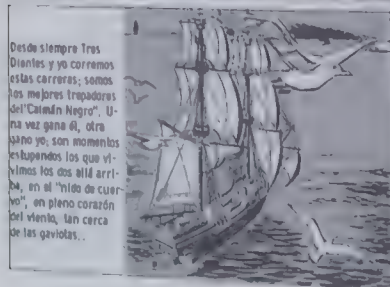 Desde siempre Tres
Dientes y yo corremos
estas carreras; somos
los mejores trepadores
del "Caimán Negro". U-
na vez gana él, otra
gano yo; son momentos
estupendos los que vi-
vimos los dos allá arri-
ba, en el "nido de cuer-
vo", en pleno corazón
del viento, tan cerca
de las gaviotas..